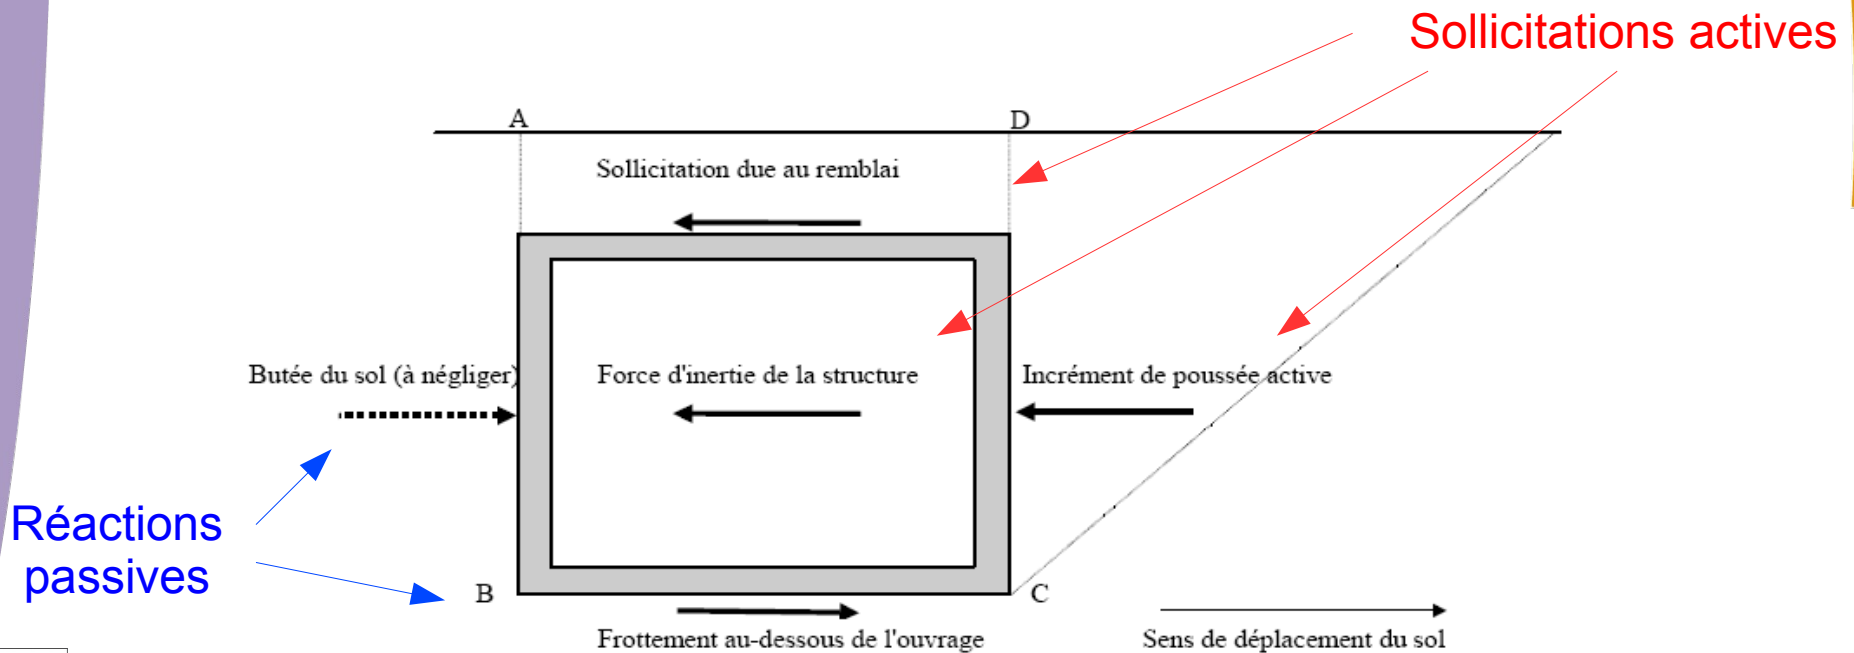 Sollicitations actives
A
D
Sollicitation due au remblai
Butée du sol (à négliger)
Force d'inertie de la structure
Incrément de poussée active
Réactions
passives
B
C
Frottement au-dessous de l'ouvrage
Sens de déplacement du sol